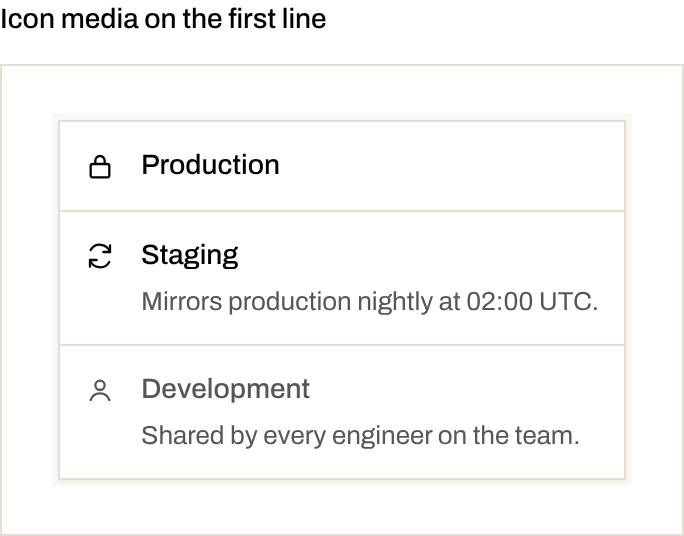 Icon media on the first line
Production
Staging
Mirrors production nightly at 02:00 UTC.
Development
Shared by every engineer on the team.